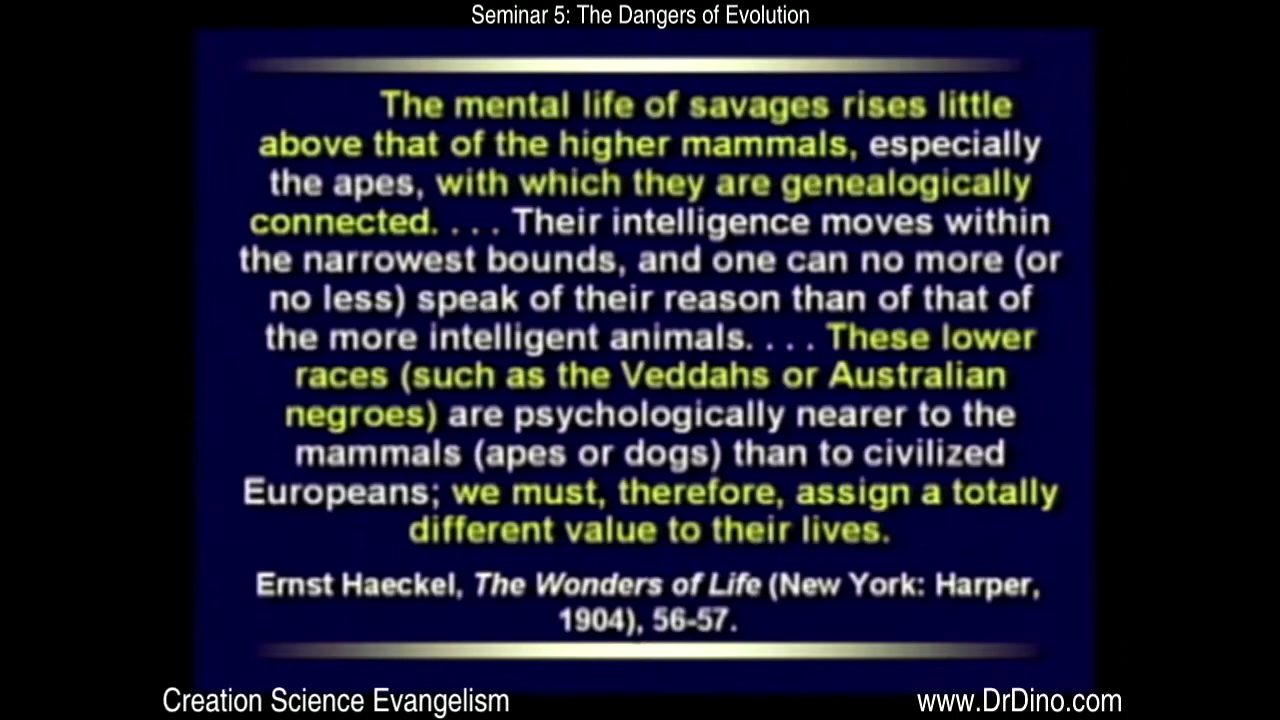 Seminar 5: The Dangers of Evolution
The mental life of savages rises little
above that of the higher mammals, especially
the apes, with which they are genealogically
connected. . . . Their intelligence moves within
the narrowest bounds, and one can no more (or
no less) speak of their reason than of that of
the more intelligent animals. . . . These lower
races (such as the Veddahs or Australian
negroes) are psychologically nearer to the
mammals (apes or dogs) than to civilized
Europeans; we must, therefore, assign a totally
different value to their lives.
Ernst Haeckel, The Wonders of Life (New York: Harper,
1904), 56-57.
Creation Science Evangelism
www.DrDino.com